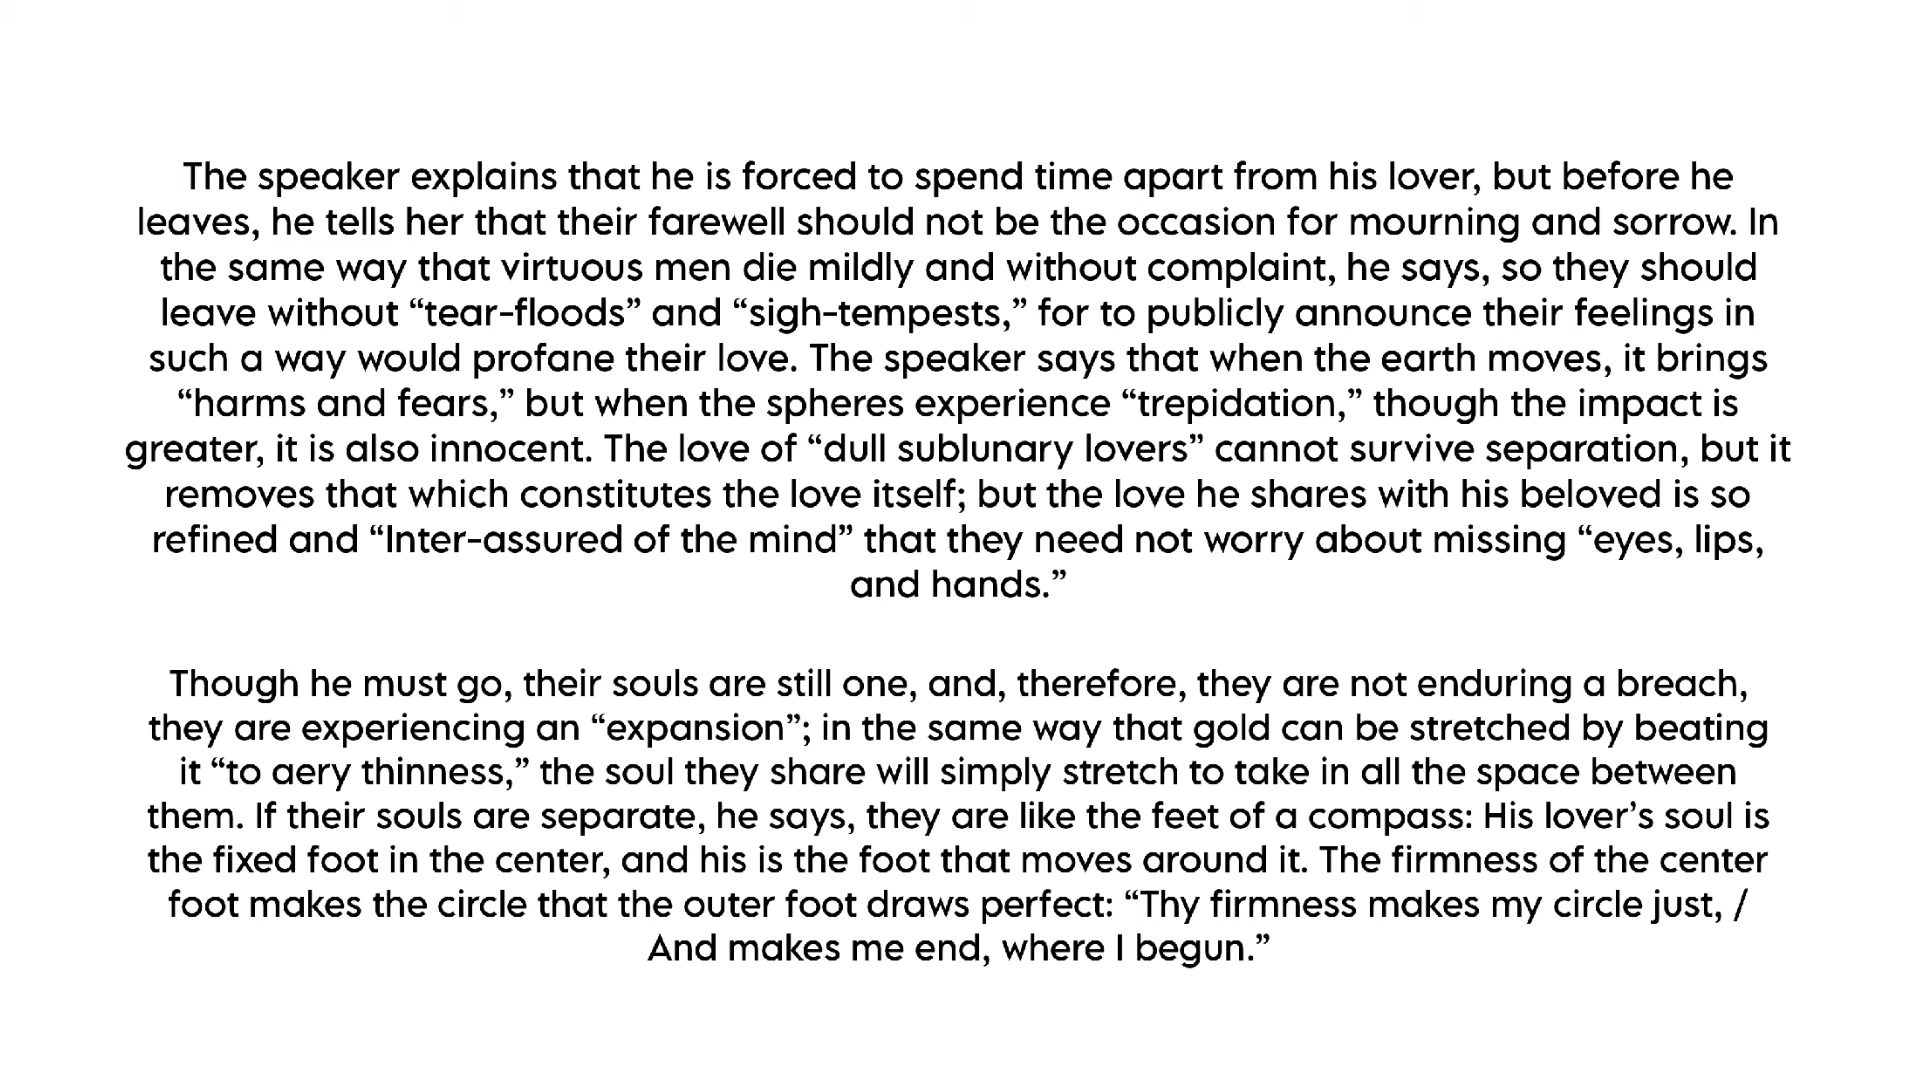 The speaker explains that he is forced to spend time apart from his lover, but before he
leaves, he tells her that their farewell should not be the occasion for mourning and sorrow. In
the same way that virtuous men die mildly and without complaint, he says, so they should
leave without “tear-floods” and “sigh-tempests,” for to publicly announce their feelings in
such a way would profane their love. The speaker says that when the earth moves, it brings
“harms and fears,” but when the spheres experience “trepidation,” though the impact is
greater, it is also innocent. The love of “dull sublunary lovers” cannot survive separation, but it
removes that which constitutes the love itself; but the love he shares with his beloved is so
refined and “Inter-assured of the mind” that they need not worry about missing “eyes, lips,
and hands.”
Though he must go, their souls are still one, and, therefore, they are not enduring a breach,
they are experiencing an “expansion”; in the same way that gold can be stretched by beating
it “to aery thinness,” the soul they share will simply stretch to take in all the space between
them. If their souls are separate, he says, they are like the feet of a compass: His lover’s soul is
the fixed foot in the center, and his is the foot that moves around it. The firmness of the center
foot makes the circle that the outer foot draws perfect: “Thy firmness makes my circle just, /
And makes me end, where I begun.”